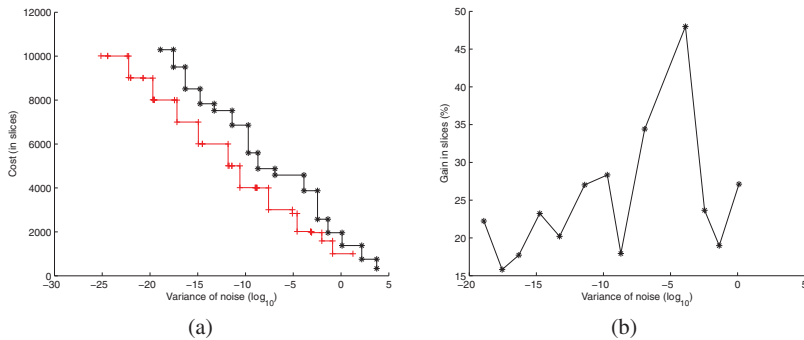 12000
10000
8000
6000
4000
2000
0
Cost (in slices)
−30 −25 −20 −15 −10 −5 0 5
Variance of noise (log10)
(a)
50
45
40
35
30
25
20
15
Gain in slices (%)
−20 −15 −10 −5 0 5
Variance of noise (log10)
(b)